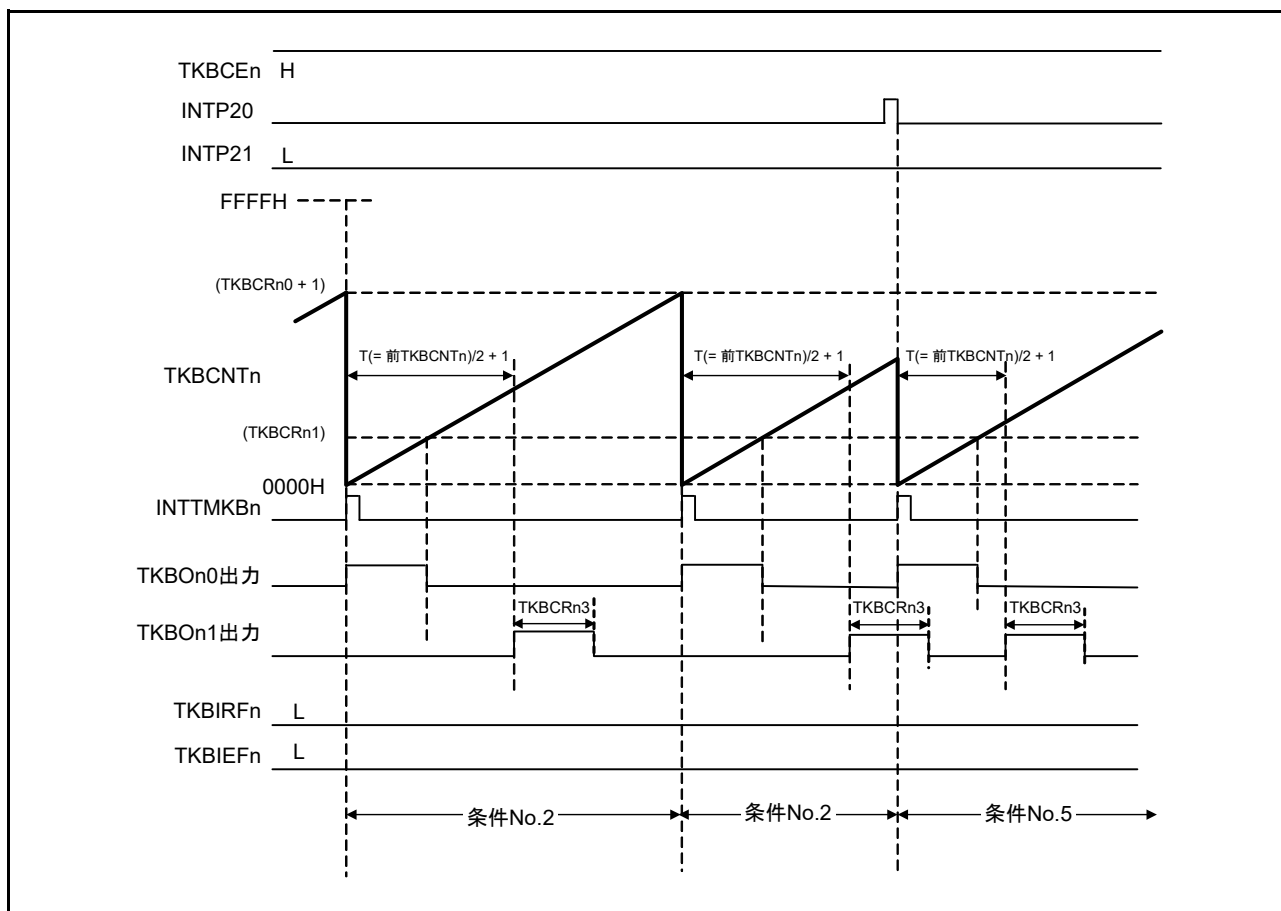 TKBCEn H
INTP20
INTP21 L
FFFFH
(TKBCRn0 + 1)
T(= 前TKBCNTn)/2 + 1
T(= 前TKBCNTn)/2 + 1
T(= 前TKBCNTn)/2 + 1
TKBCNTn
(TKBCRn1)
0000H
INTTMKBn
TKBOn0出力
TKBCRn3
TKBCRn3
TKBCRn3
TKBOn1出力
TKBIRFn L
TKBIEFn L
条件No.2
条件No.2
条件No.5